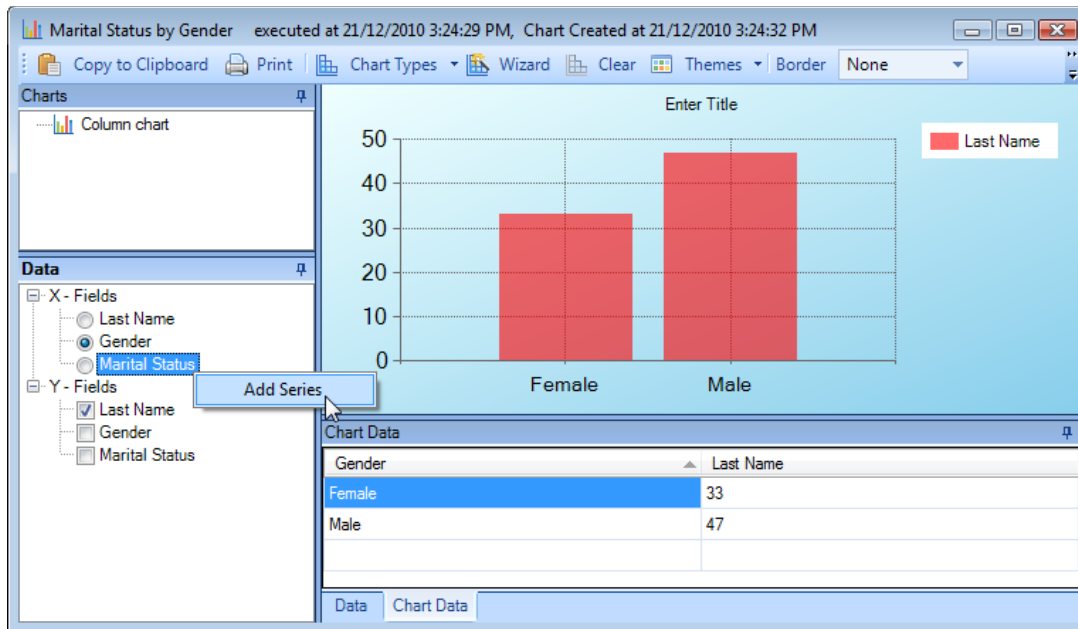 Marital Status by Gender executed at 21/12/2010 3:24:29 PM, Chart Created at 21/12/2010 3:24:32 PM
Copy to Clipboard Print Chart Types Wizard Clear Themes Border None
Charts
Column chart
Data
X - Fields
Last Name
Gender
Marital Status
Add Series
Y - Fields
Last Name
Gender
Marital Status
Enter Title
Last Name
50
40
30
20
10
0
Female Male
Chart Data
Gender Last Name
Female 33
Male 47
Data Chart Data